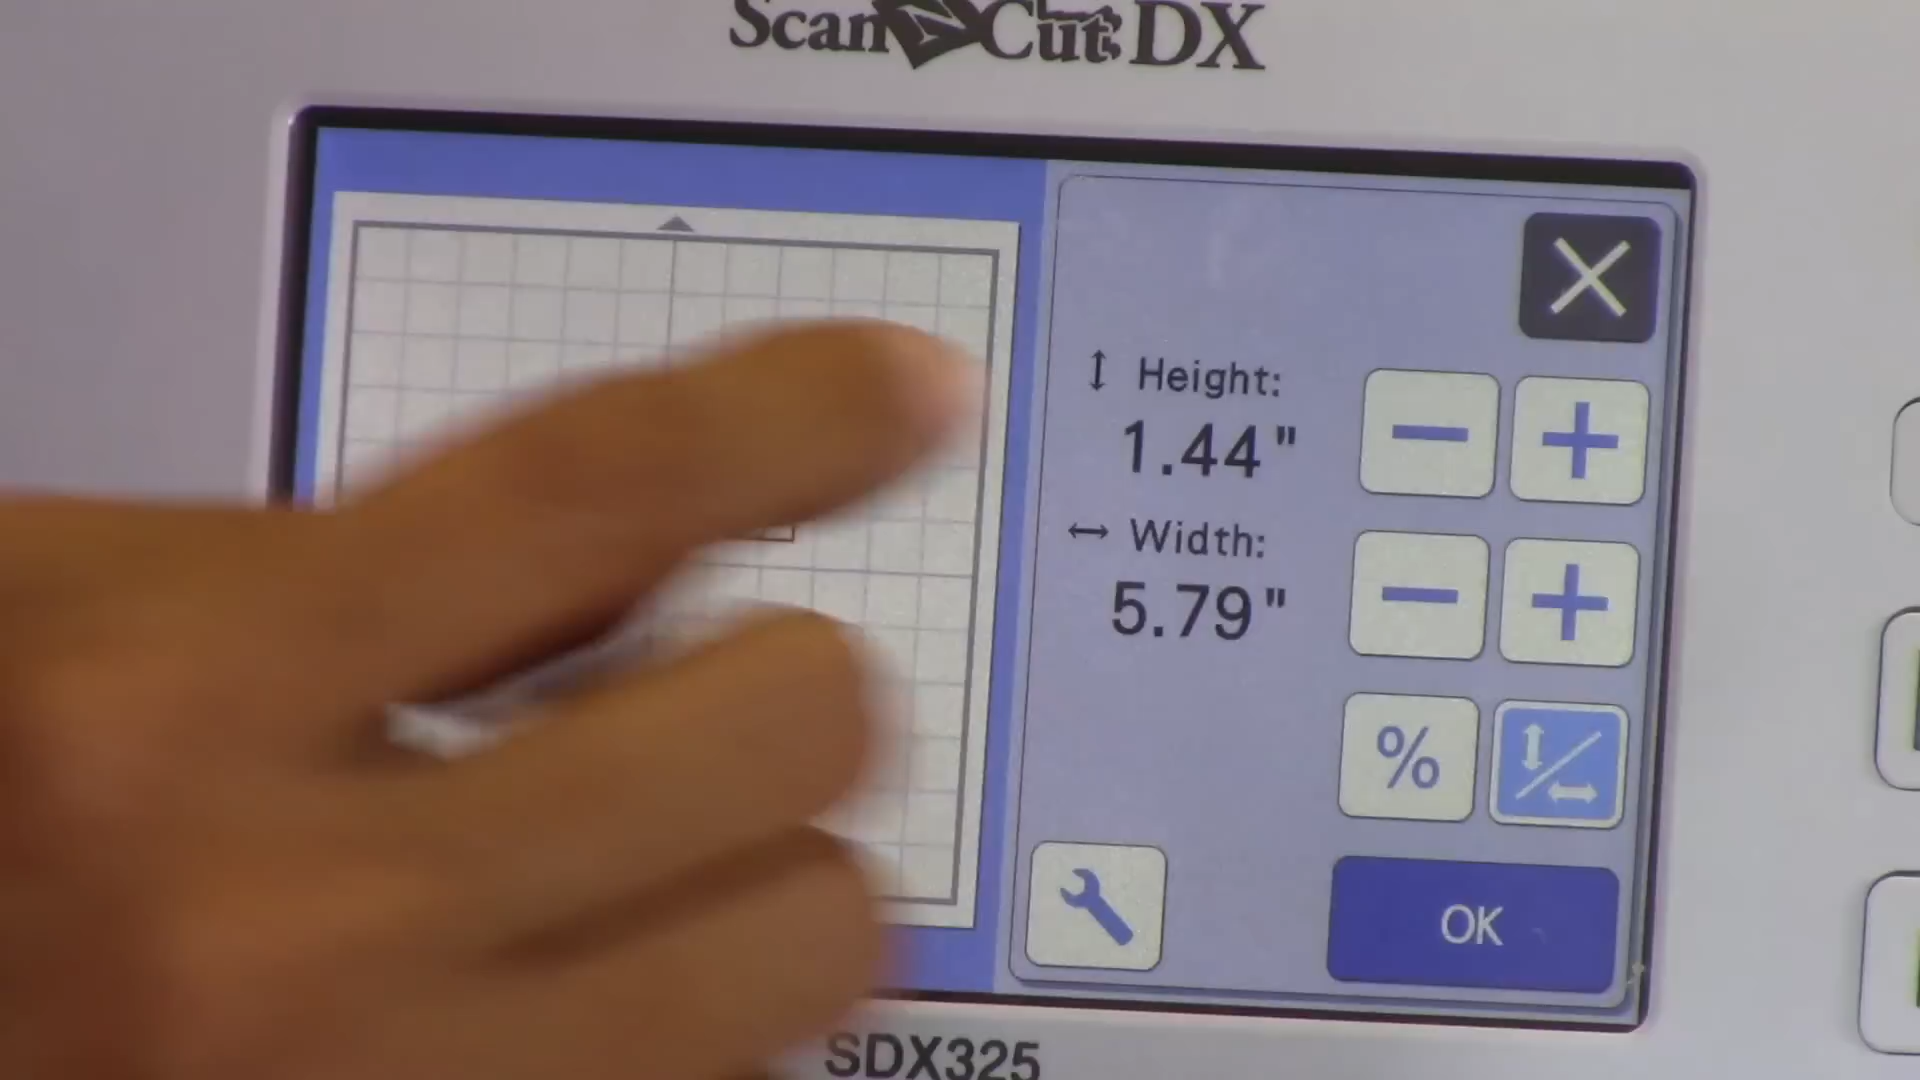 ScanNCut DX
Height:
1.44"
Width:
5.79"
%
OK
SDX325